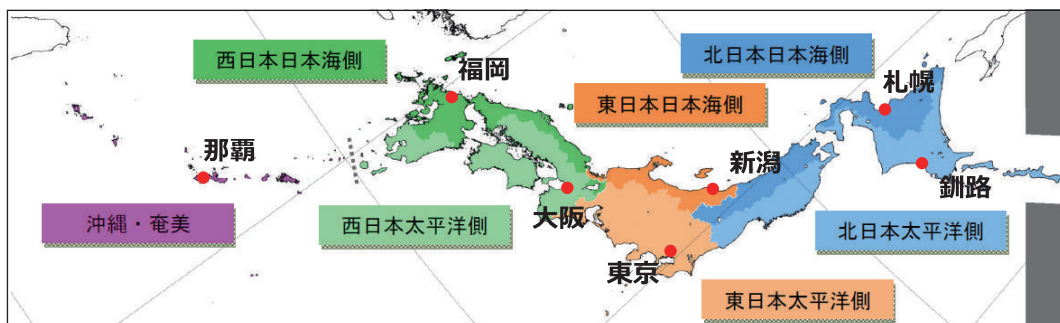 西日本日本海側
福岡
北日本日本海側
札幌
東日本日本海側
那覇
新潟
釧路
沖縄・奄美
西日本太平洋側
大阪
北日本太平洋側
東京
東日本太平洋側